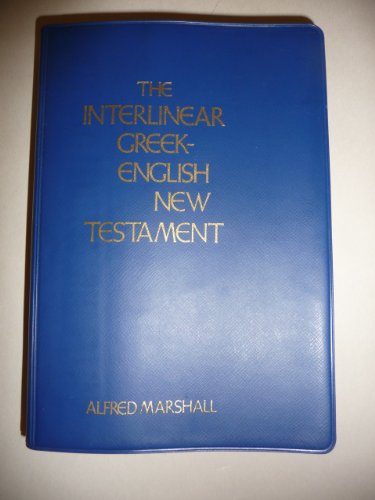 THE
INTERLINEAR
GREEK-
ENGLISH
NEW
TESTAMENT
ALFRED MARSHALL